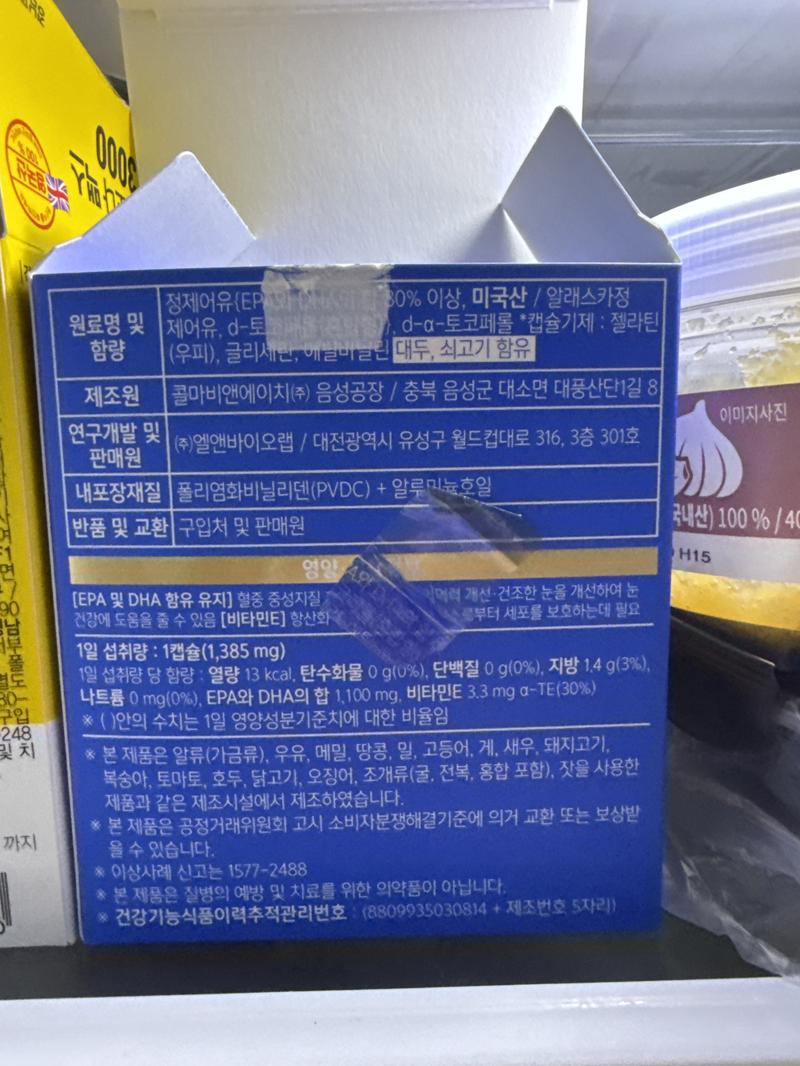 3000
원료명 및
함량
정제어유(EPA 80% 이상, 미국산 / 알래스카정
제어유, d-토 d-α-토코페롤 *캡슐기제 : 젤라틴
(우피), 글리세린, 대두, 쇠고기 함유
제조원
콜마비앤에이치㈜ 음성공장 / 충북 음성군 대소면 대풍산단1길 8
연구개발 및
판매원
㈜엘앤바이오랩 / 대전광역시 유성구 월드컵대로 316, 3층 301호
내포장재질
폴리염화비닐리덴(PVDC) + 알루미늄호일
반품 및 교환
구입처 및 판매원
영양
[EPA 및 DHA 함유 유지] 혈중 중성지질 개선·건조한 눈을 개선하여 눈
건강에 도움을 줄 수 있음 [비타민E] 항산화 로부터 세포를 보호하는데 필요
1일 섭취량 : 1캡슐(1,385 mg)
1일 섭취량 당 함량 : 열량 13 kcal, 탄수화물 0 g(0%), 단백질 0 g(0%), 지방 1.4 g(3%),
나트륨 0 mg(0%), EPA와 DHA의 합 1,100 mg, 비타민E 3.3 mg α-TE(30%)
※ ( )안의 수치는 1일 영양성분기준치에 대한 비율임
※ 본 제품은 알류(가금류), 우유, 메밀, 땅콩, 밀, 고등어, 게, 새우, 돼지고기,
복숭아, 토마토, 호두, 닭고기, 오징어, 조개류(굴, 전복, 홍합 포함), 잣을 사용한
제품과 같은 제조시설에서 제조하였습니다.
※ 본 제품은 공정거래위원회 고시 소비자분쟁해결기준에 의거 교환 또는 보상받
을 수 있습니다.
※ 이상사례 신고는 1577-2488
※ 본 제품은 질병의 예방 및 치료를 위한 의약품이 아닙니다.
※ 건강기능식품이력추적관리번호 : (8809935030814 + 제조번호 5자리)
이미지사진
국내산) 100 % / 40
H15
까지